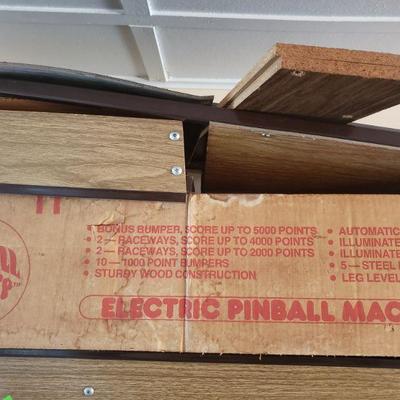 • BONUS BUMPER, SCORE UP TO 5000 POINTS
• 2 — RACEWAYS, SCORE UP TO 4000 POINTS
• 2 — RACEWAYS, SCORE UP TO 2000 POINTS
• 10 — 1000 POINT BUMPERS
• STURDY WOOD CONSTRUCTION
• AUTOMATIC
• ILLUMINATE
• ILLUMINATE
• 5 — STEEL
• LEG LEVEL
ELECTRIC PINBALL MAC